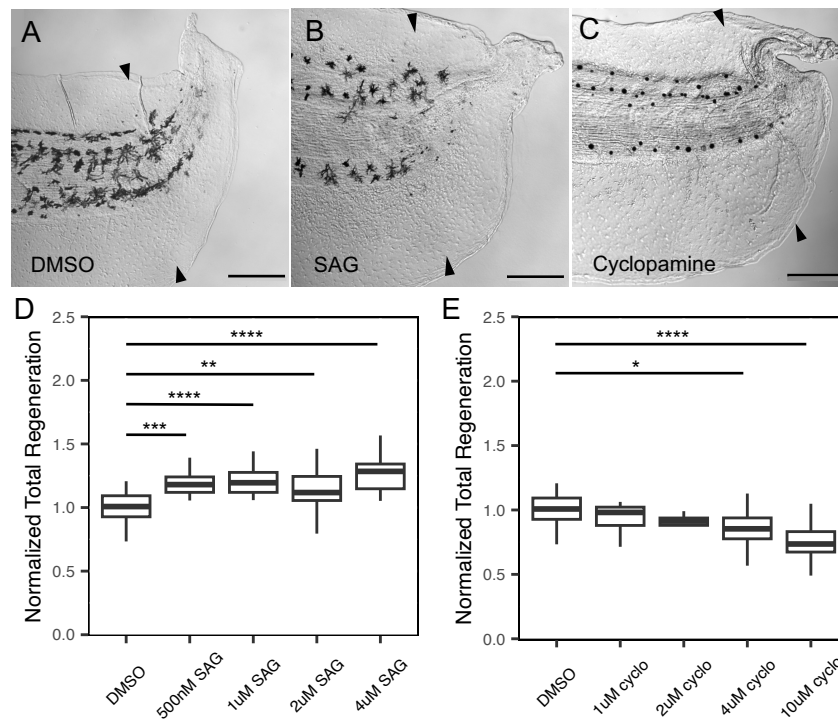 A
B
C
DMSO
SAG
Cyclopamine
D
E
Normalized Total Regeneration
2.5
2.0
1.5
1.0
0.5
0.0
****
**
****
***
DMSO
500nM SAG
1uM SAG
2uM SAG
4uM SAG
Normalized Total Regeneration
2.5
2.0
1.5
1.0
0.5
0.0
****
*
DMSO
1uM cyclo
2uM cyclo
4uM cyclo
10uM cyclo